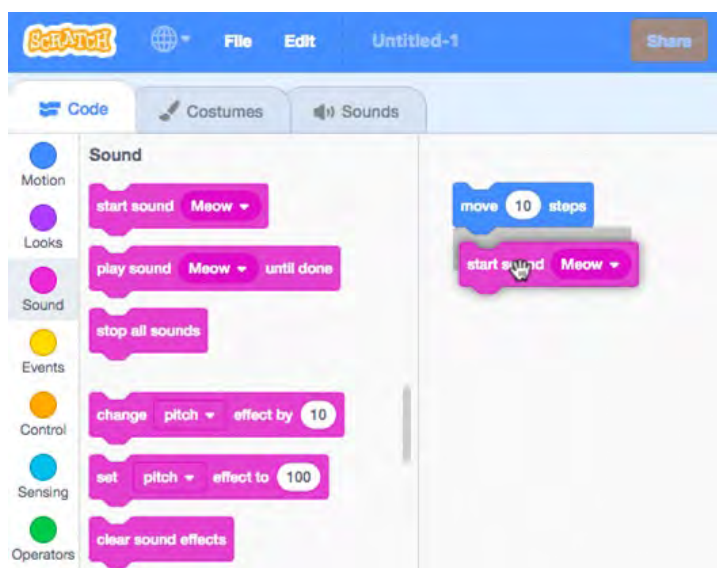 SCRATCH File Edit Untitled-1 Share
Code Costumes Sounds
Motion
Looks
Sound
Events
Control
Sensing
Operators
Sound
start sound Meow
play sound Meow until done
stop all sounds
change pitch effect by 10
set pitch effect to 100
clear sound effects
move 10 steps
start sound Meow